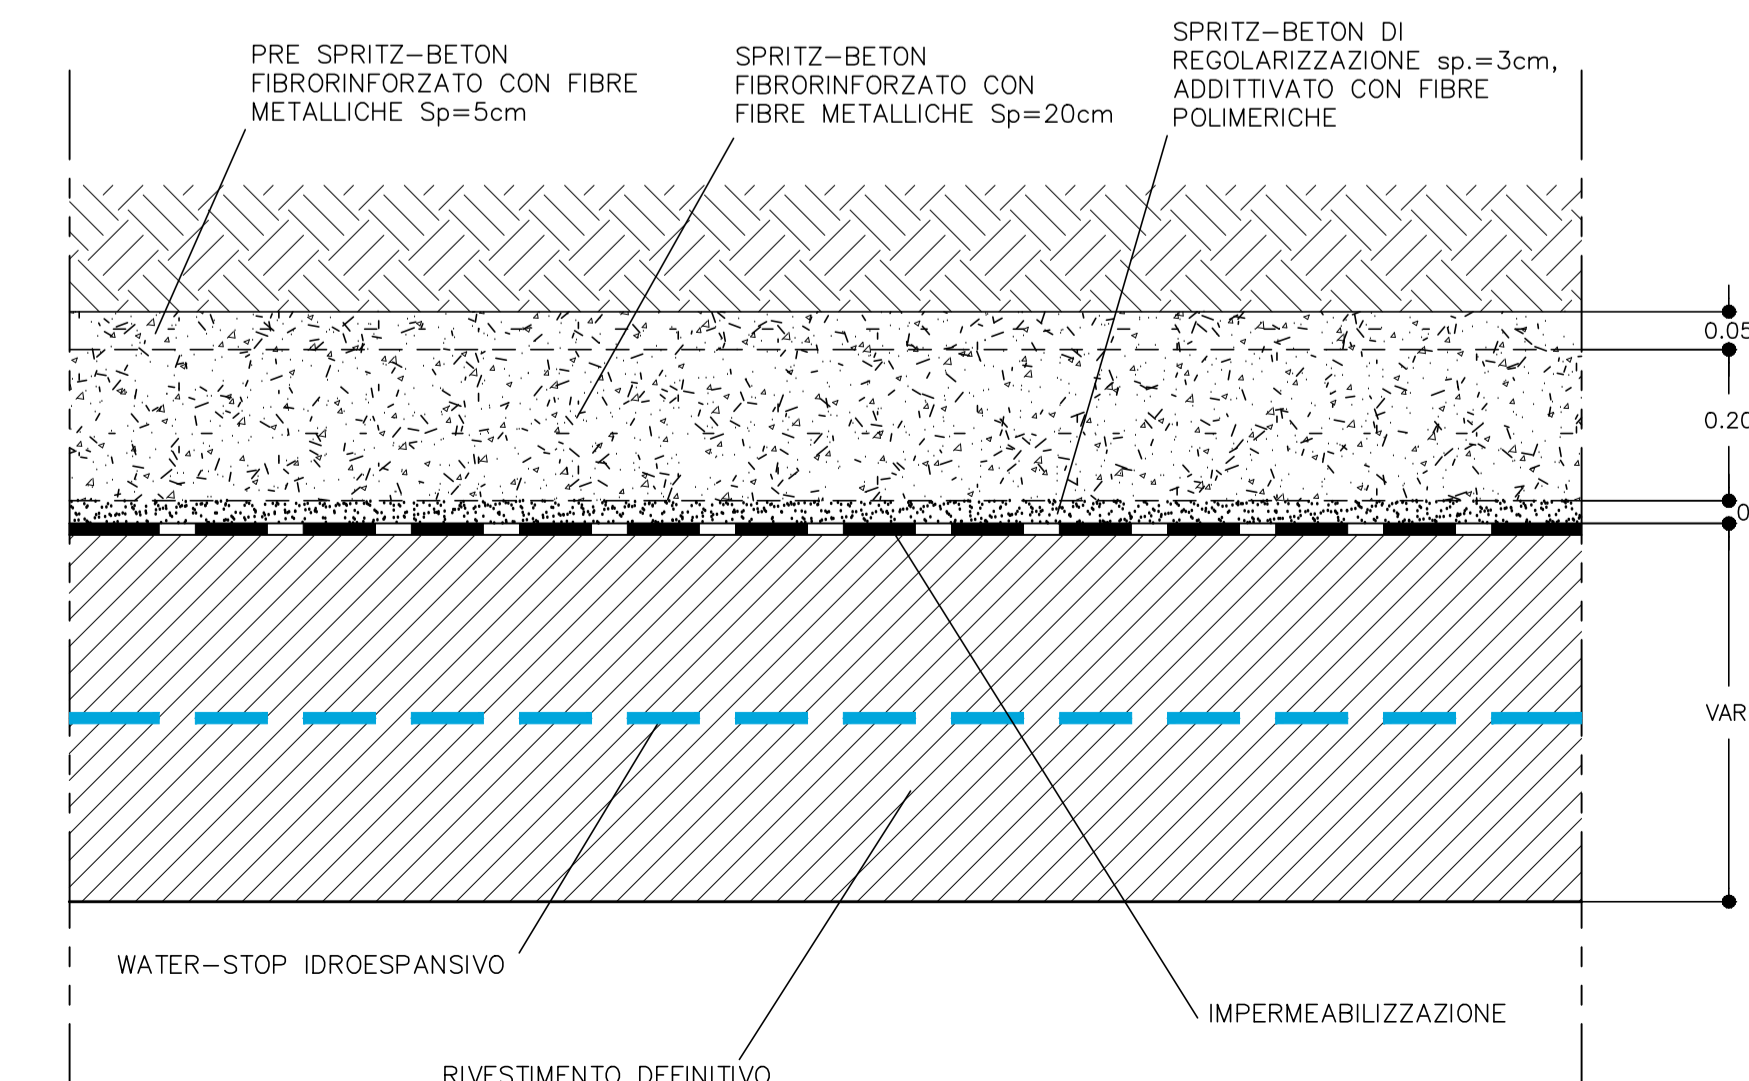 PRE SPRITZ-BETON
FIBRORINFORZATO CON FIBRE
METALLICHE Sp=5cm
SPRITZ-BETON
FIBRORINFORZATO CON
FIBRE METALLICHE Sp=20cm
SPRITZ-BETON DI
REGOLARIZZAZIONE sp.=3cm,
ADDITTIVATO CON FIBRE
POLIMERICHE
0.05
0.20
0
VAR
WATER-STOP IDROESPANSIVO
IMPERMEABILIZZAZIONE
RIVESTIMENTO DEFINITIVO